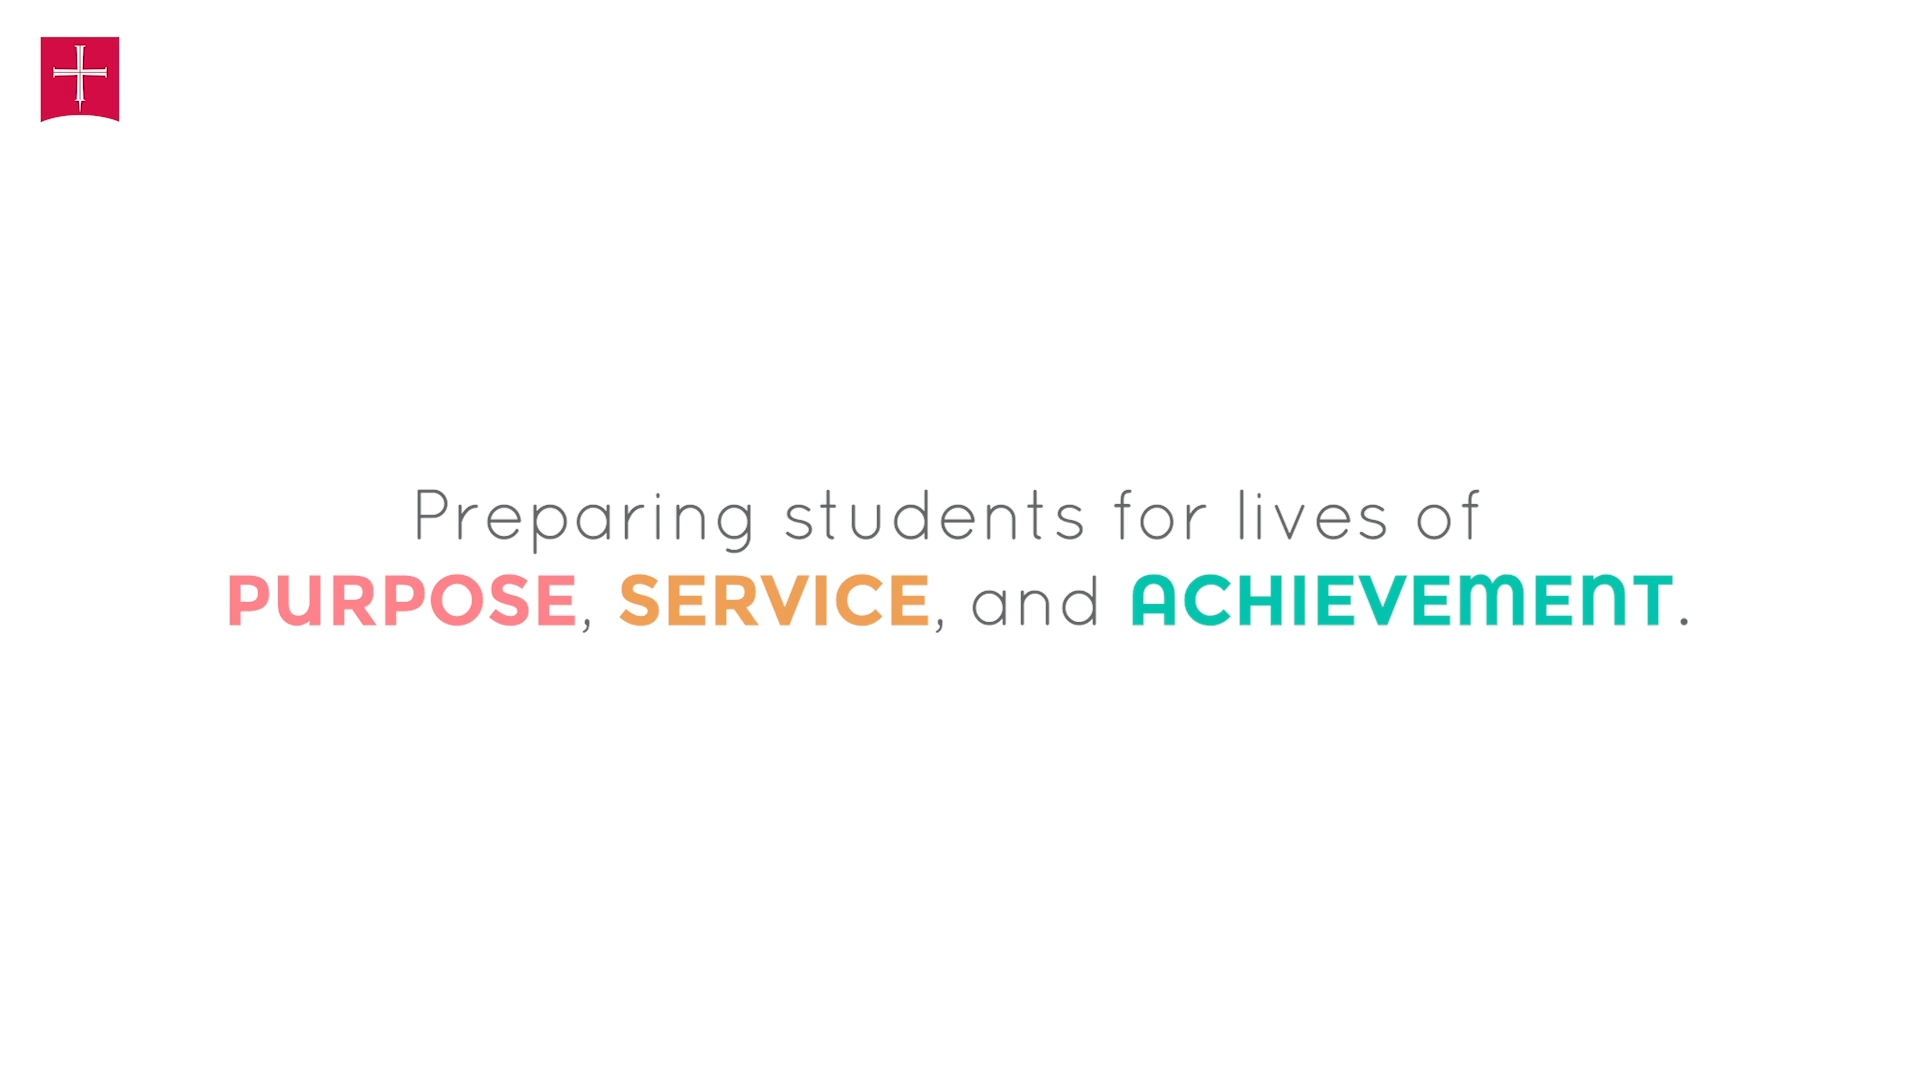 Preparing students for lives of
PURPOSE, SERVICE, and ACHIEVEMENT.